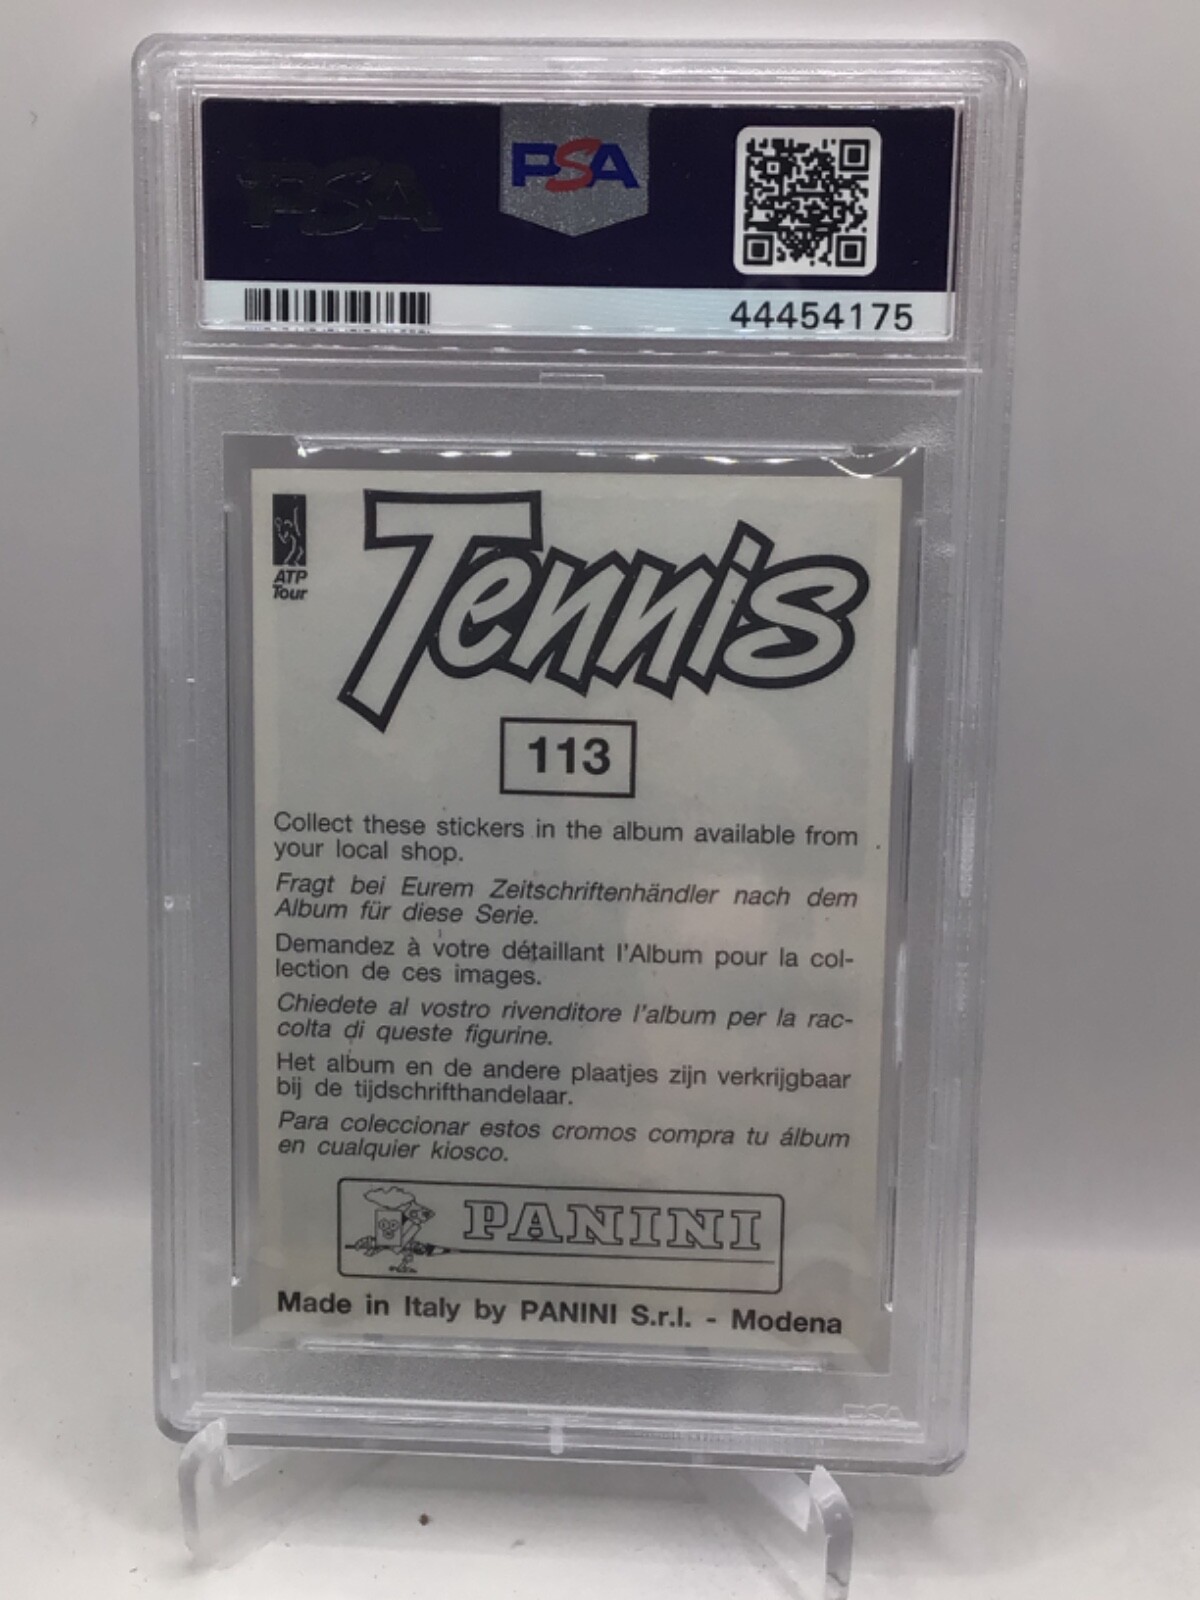 PSA
PSA
44454175
ATP
Tour
Tennis
113
Collect these stickers in the album available from
your local shop.
Fragt bei Eurem Zeitschriftenhändler nach dem
Album für diese Serie.
Demandez à votre détaillant l'Album pour la col-
lection de ces images.
Chiedete al vostro rivenditore l'album per la rac-
colta di queste figurine.
Het album en de andere plaatjes zijn verkrijgbaar
bij de tijdschrifthandelaar.
Para coleccionar estos cromos compra tu álbum
en cualquier kiosco.
PANINI
Made in Italy by PANINI S.r.l. - Modena
PSA